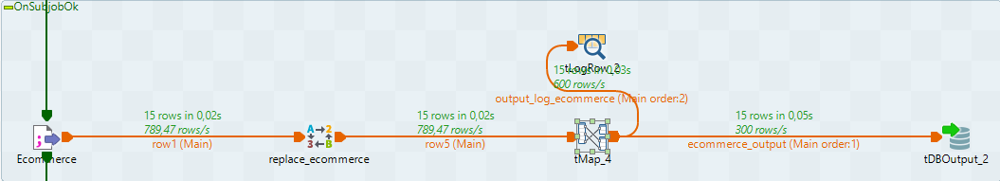 OnSubjobOk
tLogRow_2
15 rows in 0,03s
600 rows/s
output_log_ecommerce (Main order:2)
15 rows in 0,02s
789,47 rows/s
row1 (Main)
15 rows in 0,02s
789,47 rows/s
row5 (Main)
15 rows in 0,05s
300 rows/s
ecommerce_output (Main order:1)
Ecommerce
replace_ecommerce
tMap_4
tDBOutput_2